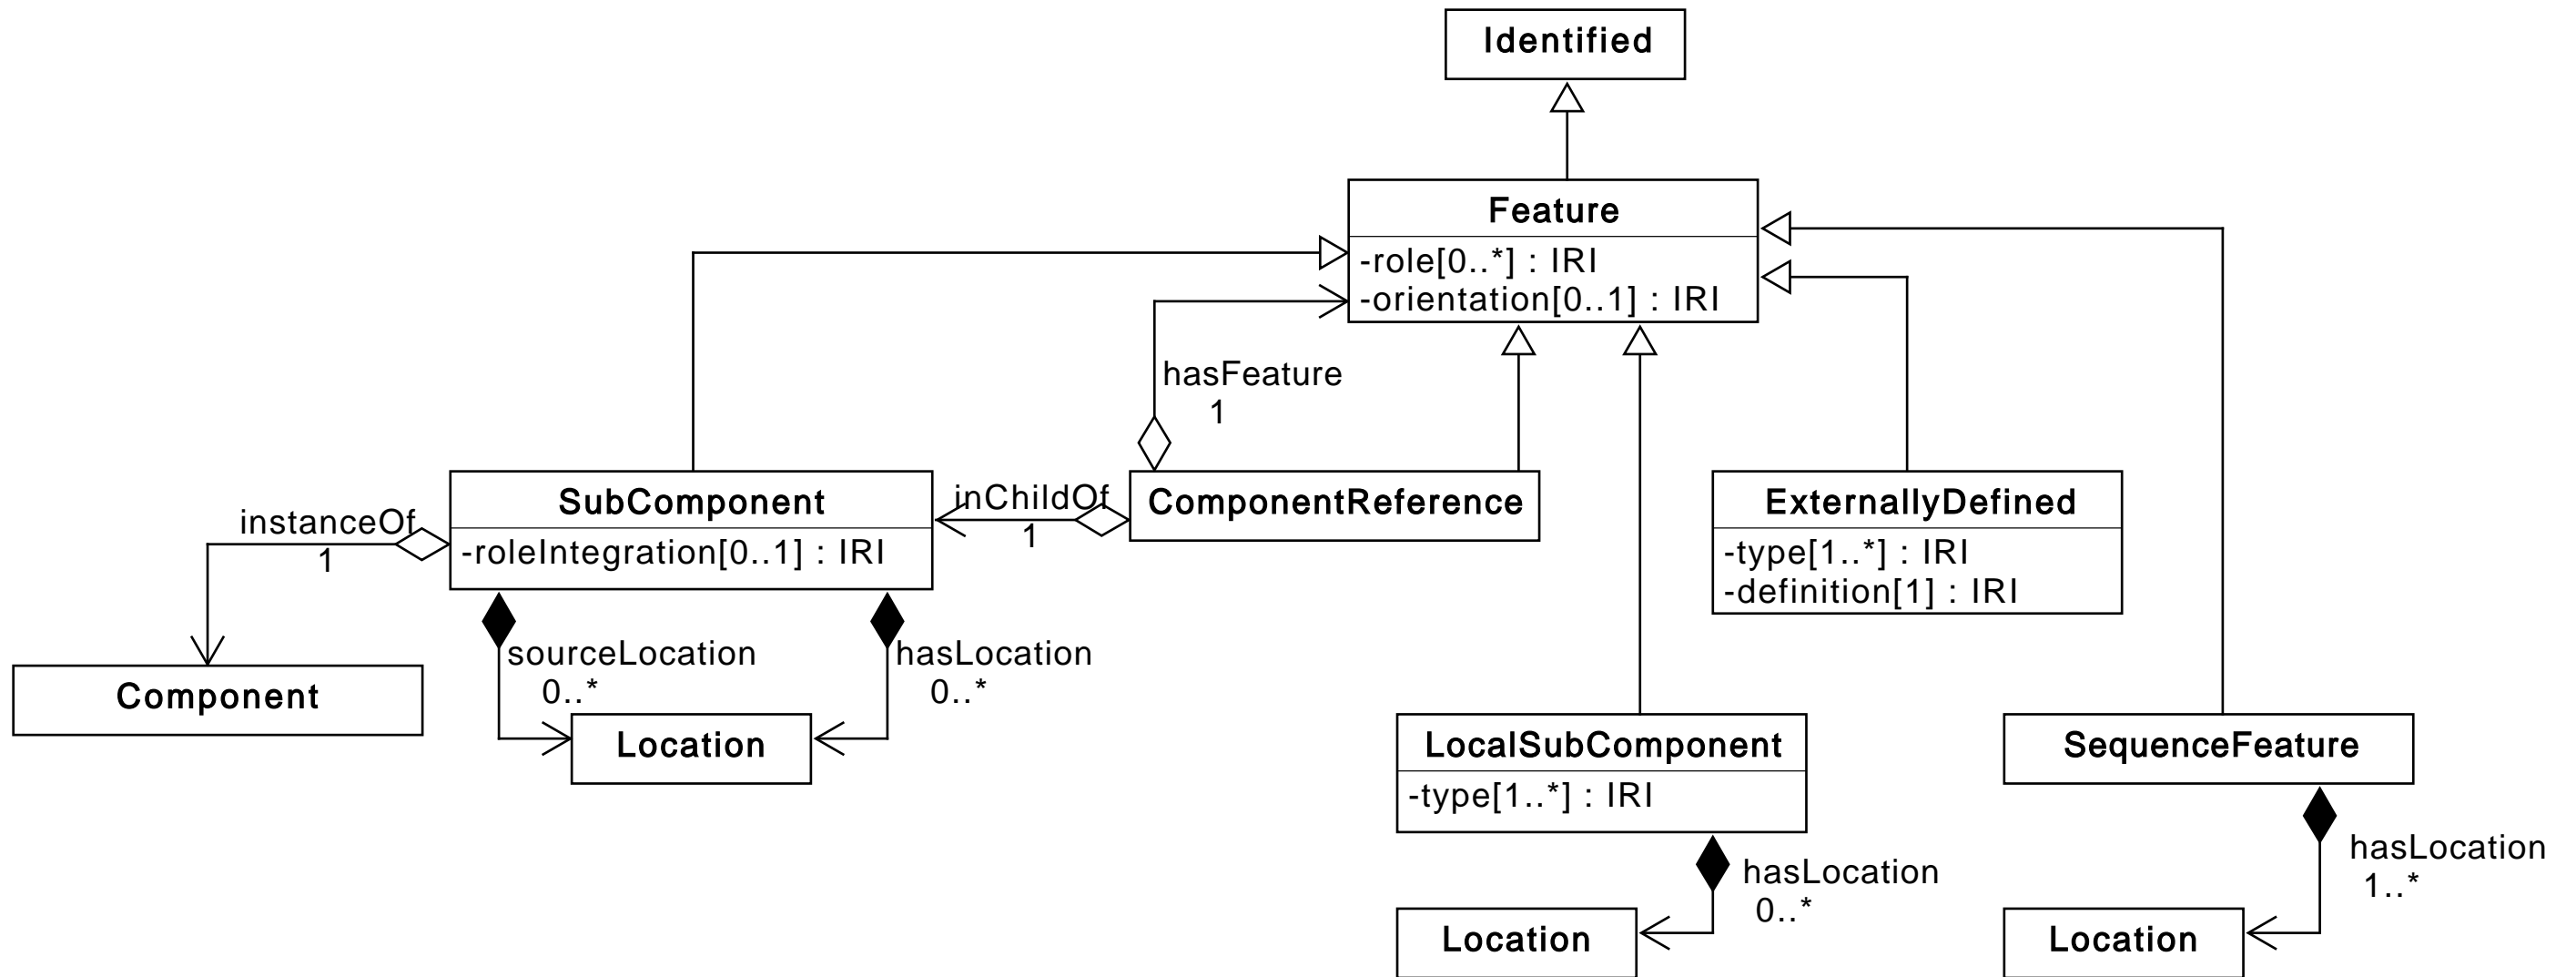 Identified
Feature
-role[0..*] : IRI
-orientation[0..1] : IRI
hasFeature
1
SubComponent
-roleIntegration[0..1] : IRI
inChildOf
1
ComponentReference
ExternallyDefined
-type[1..*] : IRI
-definition[1] : IRI
instanceOf
1
sourceLocation
0..*
hasLocation
0..*
Component
Location
LocalSubComponent
-type[1..*] : IRI
SequenceFeature
hasLocation
0..*
hasLocation
1..*
Location
Location